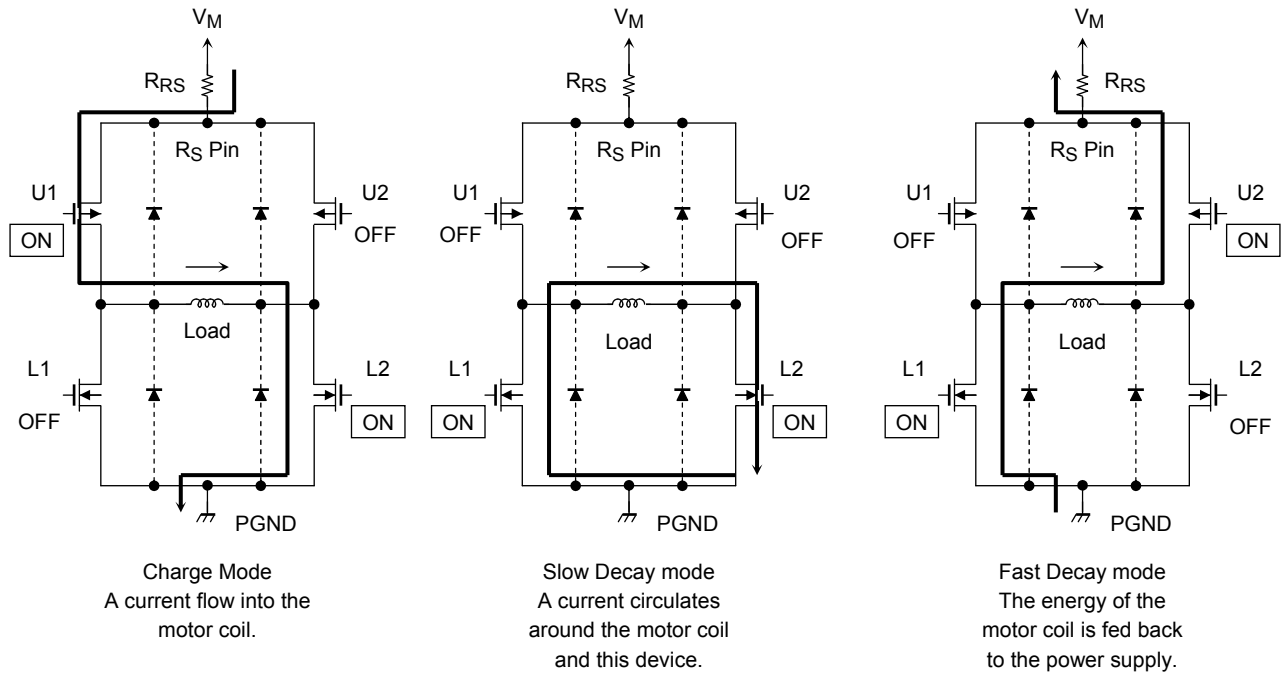 VM
RRS
RS Pin
U1
ON
U2
OFF
Load
L1
OFF
L2
ON
PGND
Charge Mode
A current flow into the
motor coil.
VM
RRS
RS Pin
U1
OFF
U2
OFF
Load
L1
ON
L2
ON
PGND
Slow Decay mode
A current circulates
around the motor coil
and this device.
VM
RRS
RS Pin
U1
OFF
U2
ON
Load
L1
ON
L2
OFF
PGND
Fast Decay mode
The energy of the
motor coil is fed back
to the power supply.